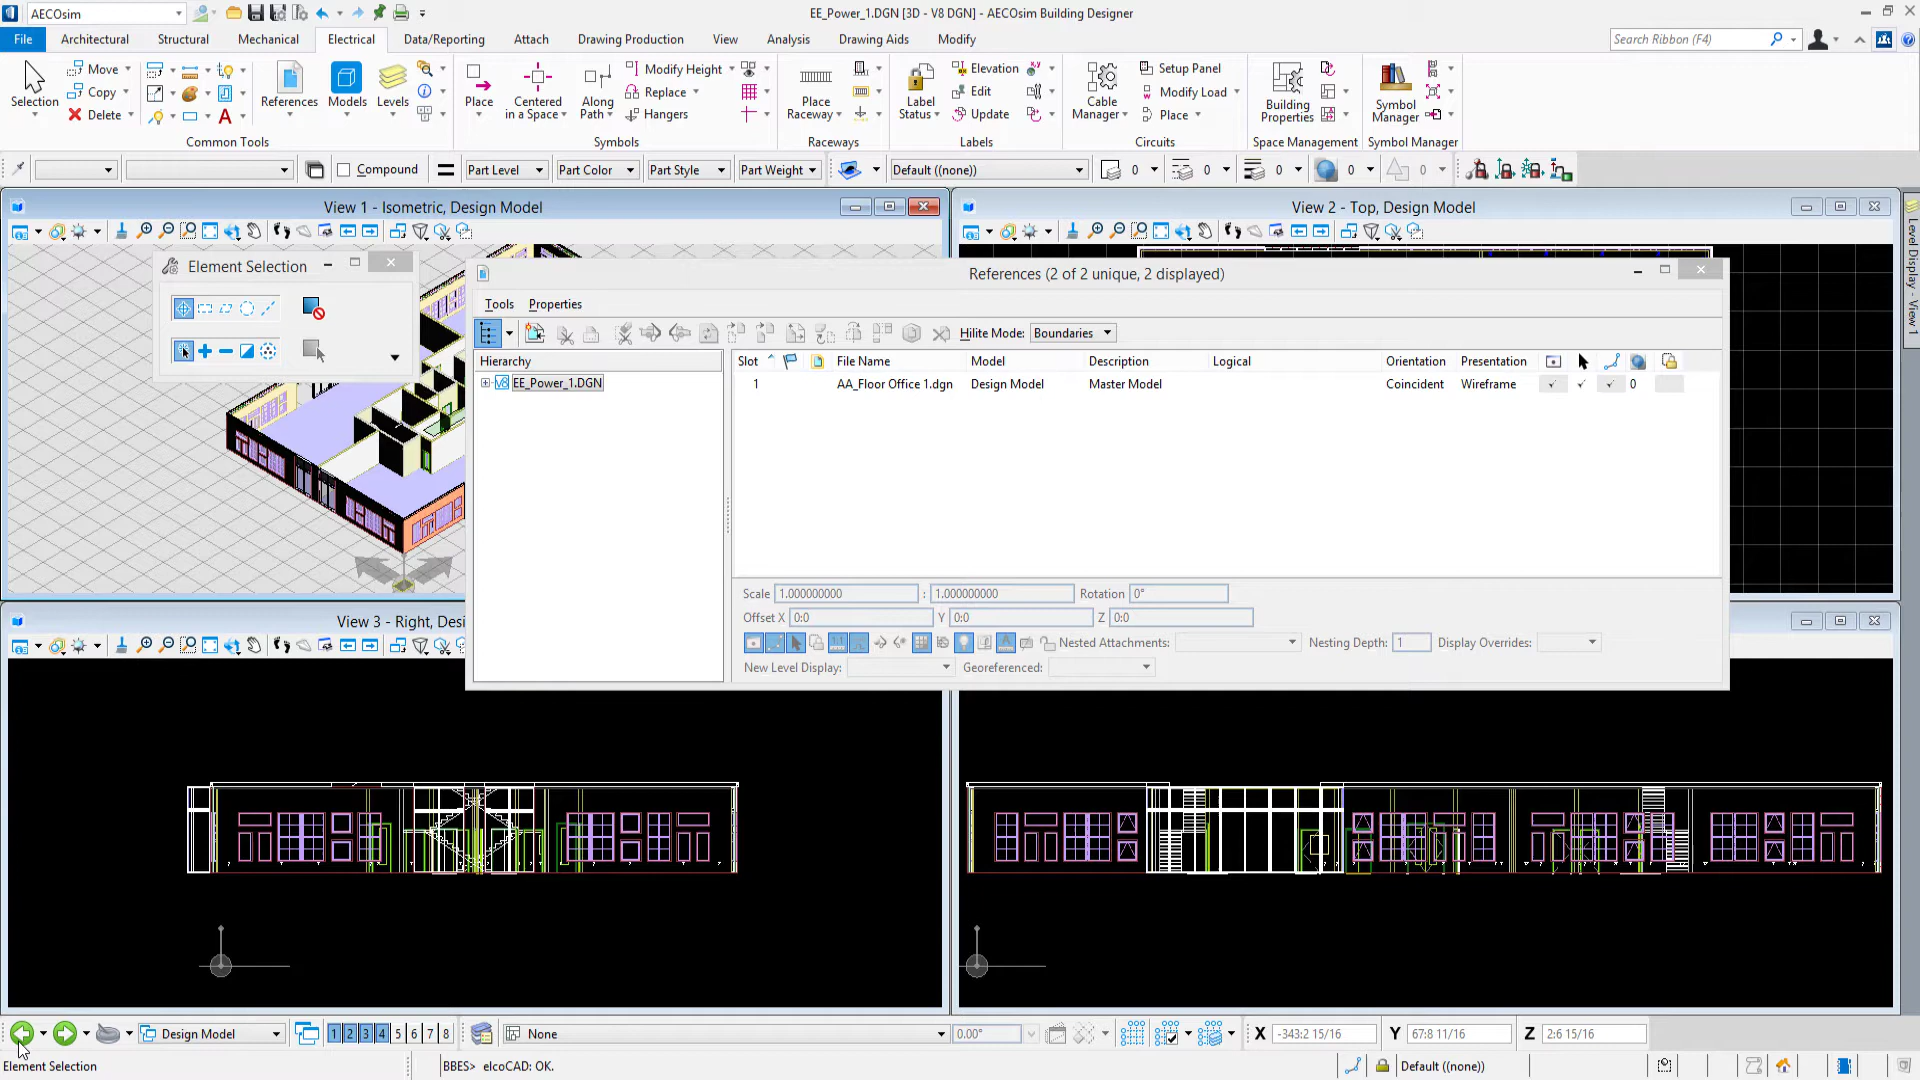 AECOsim
EE_Power_1.DGN [3D - V8 DGN] - AECOsim Building Designer
File
Architectural
Structural
Mechanical
Electrical
Data/Reporting
Attach
Drawing Production
View
Analysis
Drawing Aids
Modify
Search Ribbon (F4)
Selection
Move
Copy
Delete
References
Models
Levels
Common Tools
Place
Centered in a Space
Along Path
Modify Height
Replace
Hangers
Symbols
Place Raceway
Raceways
Label Status
Elevation
Edit
Update
Labels
Cable Manager
Setup Panel
Modify Load
Place
Circuits
Building Properties
Space Management
Symbol Manager
Symbol Manager
Compound
Part Level
Part Color
Part Style
Part Weight
Default ((none))
0
0
0
0
0
View 1 - Isometric, Design Model
View 2 - Top, Design Model
Level Display - View 1
Element Selection
References (2 of 2 unique, 2 displayed)
Tools Properties
Hilite Mode: Boundaries
Hierarchy
EE_Power_1.DGN
Slot File Name Model Description Logical Orientation Presentation
1 AA_Floor Office 1.dgn Design Model Master Model Coincident Wireframe 0
Scale 1.000000000 : 1.000000000 Rotation 0°
Offset X 0:0 Y 0:0 Z 0:0
Nested Attachments: Nesting Depth: 1 Display Overrides:
New Level Display: Georeferenced:
View 3 - Right, Desi
Design Model
1 2 3 4 5 6 7 8
None
0.00°
X -343:2 15/16 Y 67:8 11/16 Z 2:6 15/16
Element Selection
BBES> elcoCAD: OK.
Default ((none))